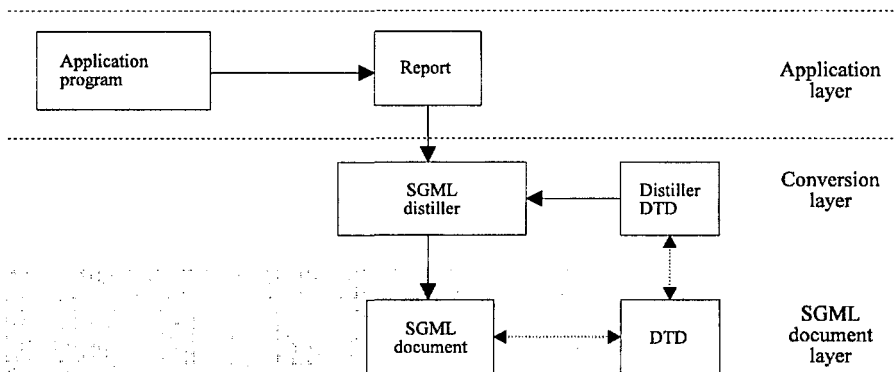 Application
program
Report
Application
layer
SGML
distiller
Distiller
DTD
Conversion
layer
SGML
document
DTD
SGML
document
layer